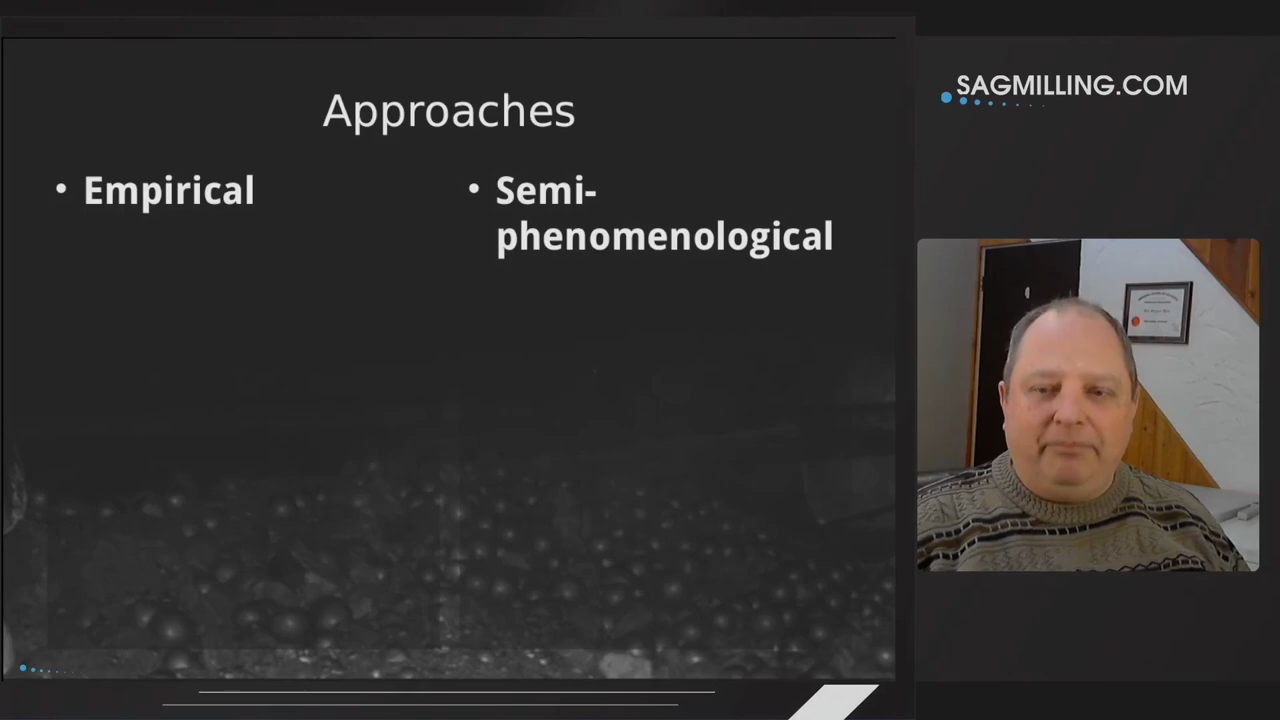 Approaches
• Empirical
• Semi-
phenomenological
SAGMILLING.COM